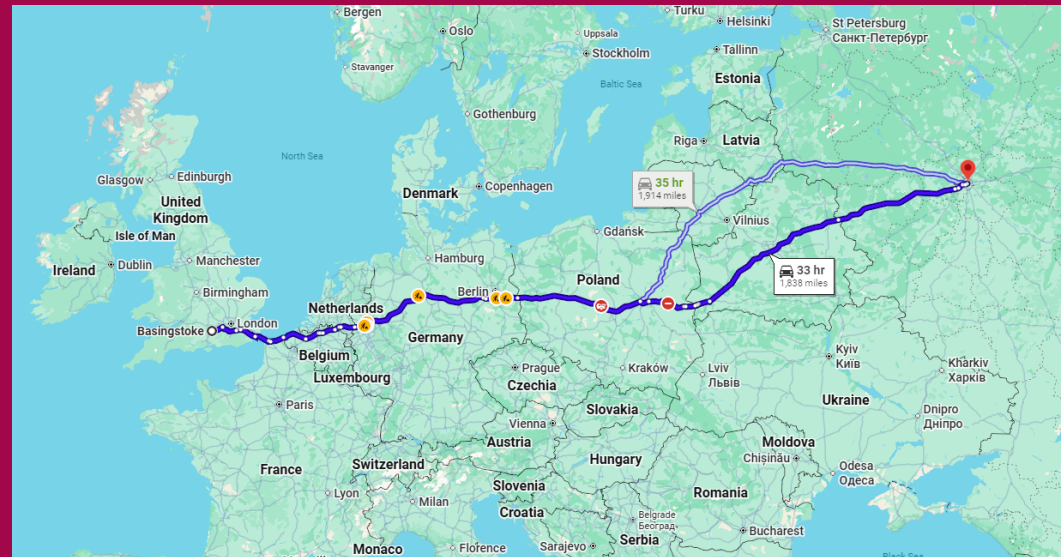 Bergen
Oslo
Turku
Helsinki
St Petersburg
Санкт-Петербург
Uppsala
Stockholm
Tallinn
Stavanger
Estonia
Baltic Sea
Gothenburg
Riga
Latvia
North Sea
Glasgow
Edinburgh
35 hr
1,914 miles
Denmark
Copenhagen
United
Kingdom
Vilnius
Isle of Man
Gdańsk
Dublin
Manchester
Hamburg
Ireland
33 hr
1,838 miles
Birmingham
Berlin
Poland
Netherlands
London
Basingstoke
Germany
Belgium
Kyiv
Київ
Kharkiv
Харків
Luxembourg
Prague
Kraków
Lviv
Львів
Czechia
Paris
Ukraine
Slovakia
Dnipro
Дніпро
Vienna
Austria
Moldova
Hungary
Chișinău
Switzerland
France
Odesa
Одеса
Slovenia
Lyon
Milan
Romania
Croatia
Belgrade
Београд
Bucharest
Monaco
Florence
Sarajevo
Serbia
Black Sea